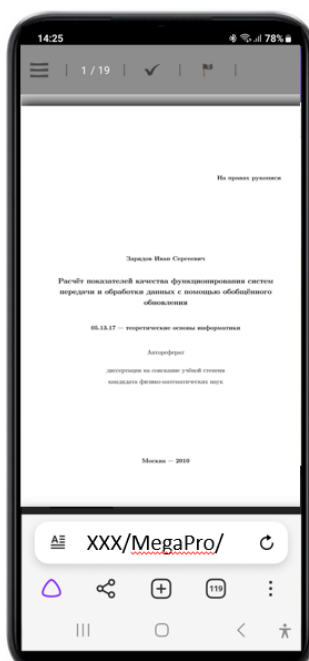 14:25
78%
1 / 19
На правах рукописи
Зарядов Иван Сергеевич
Расчёт показателей качества функционирования систем
передачи и обработки данных с помощью обобщённого
обновления
05.13.17 — теоретические основы информатики
Автореферат
диссертации на соискание учёной степени
кандидата физико-математических наук
Москва — 2010
XXX/MegaPro/
119